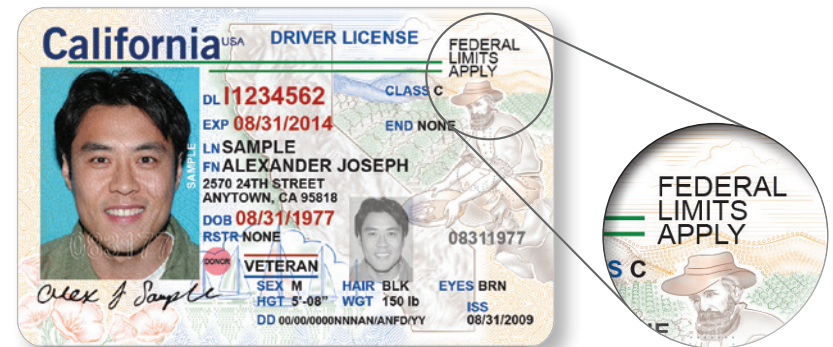 California USA DRIVER LICENSE
FEDERAL
LIMITS
APPLY
DL I1234562
CLASS C
EXP 08/31/2014
END NONE
LN SAMPLE
FN ALEXANDER JOSEPH
2570 24TH STREET
ANYTOWN, CA 95818
DOB 08/31/1977
RSTR NONE
08311977
SAMPLE
08311977
DONOR
VETERAN
SEX M HAIR BLK EYES BRN
HGT 5'-08" WGT 150 lb
ISS
DD 00/00/0000NNNAN/ANFD/YY 08/31/2009
Alex J Sample
FEDERAL
LIMITS
APPLY
S C